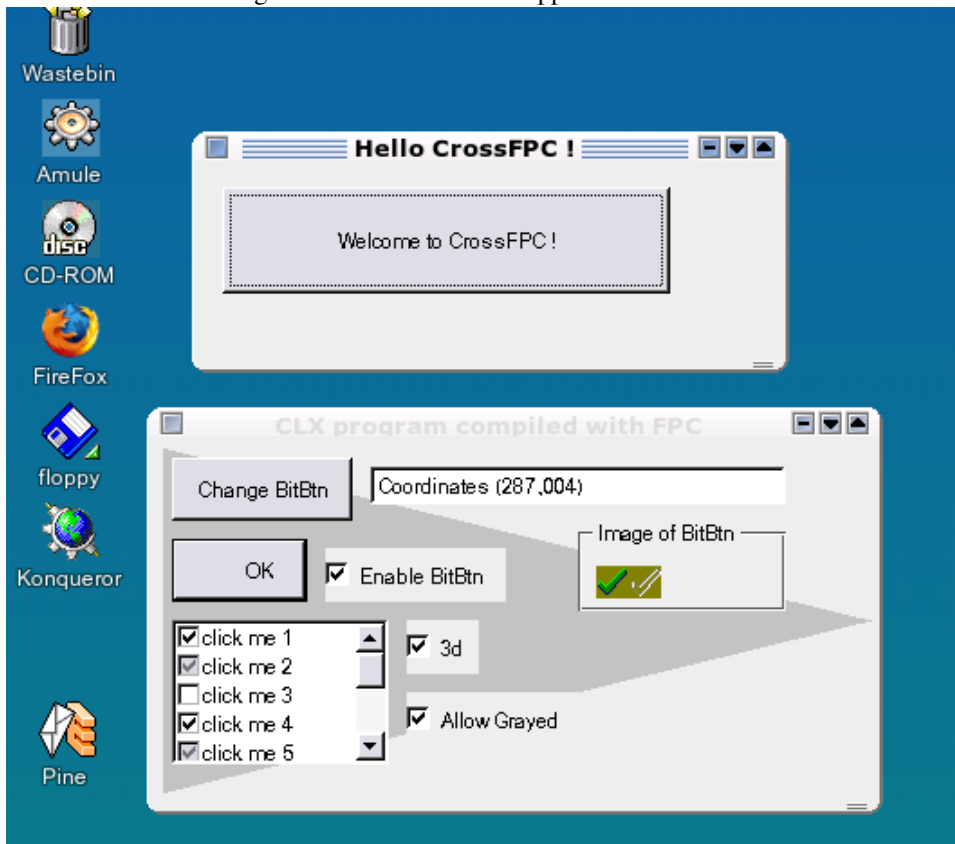 Wastebin
Amule
CD-ROM
FireFox
floppy
Konqueror
Pine
Hello CrossFPC !
Welcome to CrossFPC !
CLX program compiled with FPC
Change BitBtn
Coordinates (287,004)
Image of BitBtn
OK
Enable BitBtn
click me 1
click me 2
click me 3
click me 4
click me 5
3d
Allow Grayed
disc